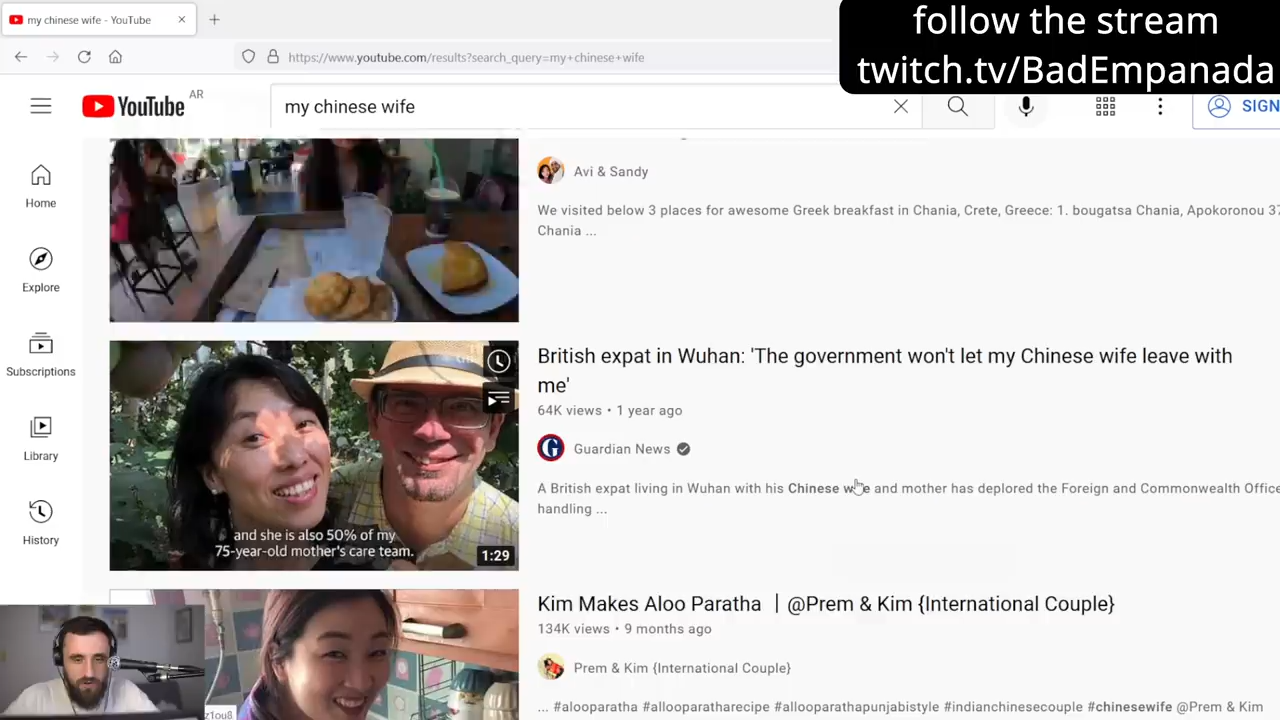 my chinese wife - YouTube
follow the stream
twitch.tv/BadEmpanada
https://www.youtube.com/results?search_query=my+chinese+wife
YouTube AR
my chinese wife
SIGN
Home
Explore
Subscriptions
Library
History
Avi & Sandy
We visited below 3 places for awesome Greek breakfast in Chania, Crete, Greece: 1. bougatsa Chania, Apokoronou 37
Chania ...
British expat in Wuhan: 'The government won't let my Chinese wife leave with
me'
64K views • 1 year ago
G
Guardian News
A British expat living in Wuhan with his Chinese wife and mother has deplored the Foreign and Commonwealth Office
handling ...
and she is also 50% of my
75-year-old mother's care team.
1:29
Kim Makes Aloo Paratha | @Prem & Kim {International Couple}
134K views • 9 months ago
Prem & Kim {International Couple}
... #alooparatha #allooparatharecipe #allooparathapunjabistyle #indianchinesecouple #chinesewife @Prem & Kim